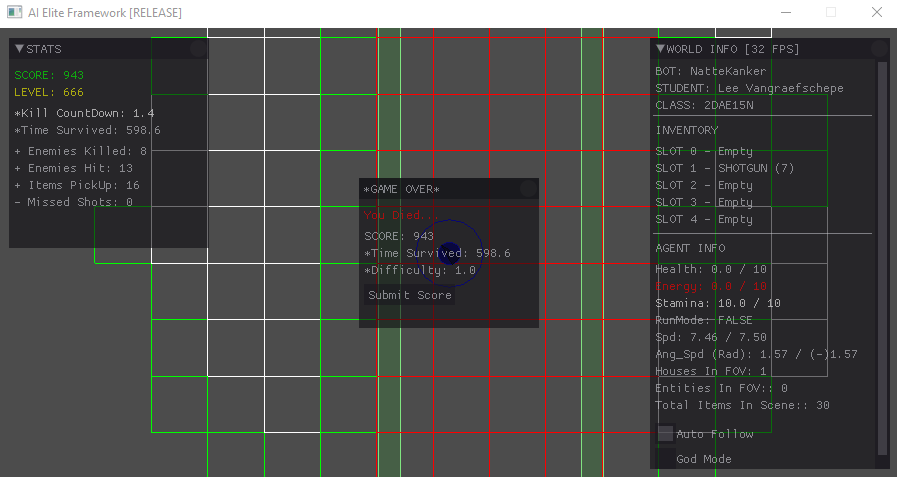 AI Elite Framework [RELEASE]
STATS
SCORE: 943
LEVEL: 666
*Kill CountDown: 1.4
*Time Survived: 598.6
+ Enemies Killed: 8
+ Enemies Hit: 13
+ Items PickUp: 16
- Missed Shots: 0
*GAME OVER*
You Died...
SCORE: 943
*Time Survived: 598.6
*Difficulty: 1.0
Submit Score
WORLD INFO [32 FPS]
BOT: NatteKanker
STUDENT: Lee Vangraefschepe
CLASS: 2DAE15N
INVENTORY
SLOT 0 - Empty
SLOT 1 - SHOTGUN (7)
SLOT 2 - Empty
SLOT 3 - Empty
SLOT 4 - Empty
AGENT INFO
Health: 0.0 / 10
Energy: 0.0 / 10
Stamina: 10.0 / 10
RunMode: FALSE
Spd: 7.46 / 7.50
Ang_Spd (Rad): 1.57 / (-)1.57
Houses In FOV: 1
Entities In FOV:: 0
Total Items In Scene:: 30
Auto Follow
God Mode